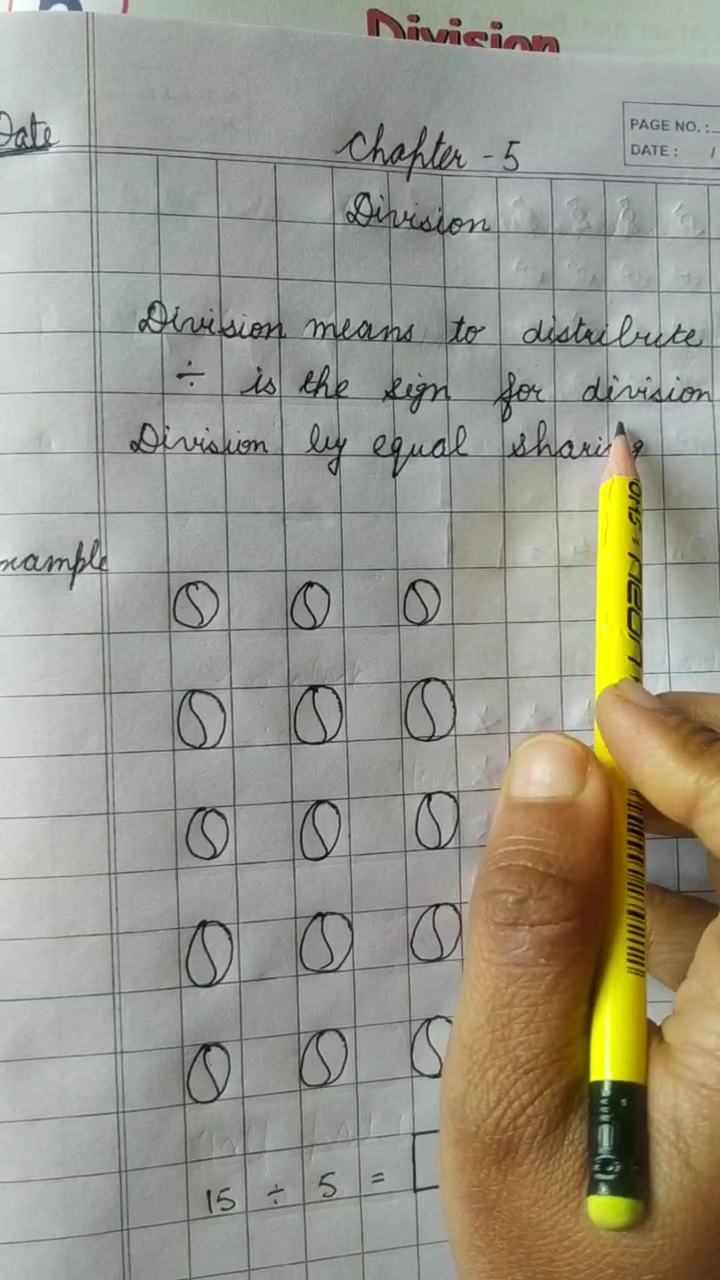 Division
PAGE NO. :
DATE : /
Date
Chapter - 5
Division
Division means to distribute
÷ is the sign for division
Division by equal sharing
xample
15 ÷ 5 =